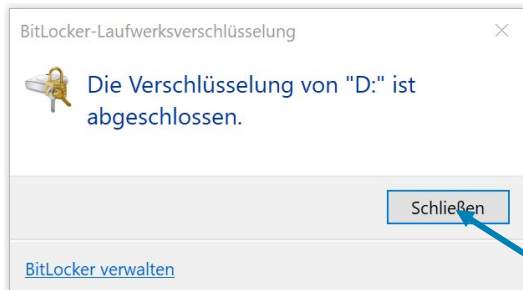 BitLocker-Laufwerksverschlüsselung
Die Verschlüsselung von "D:" ist
abgeschlossen.
Schließen
BitLocker verwalten